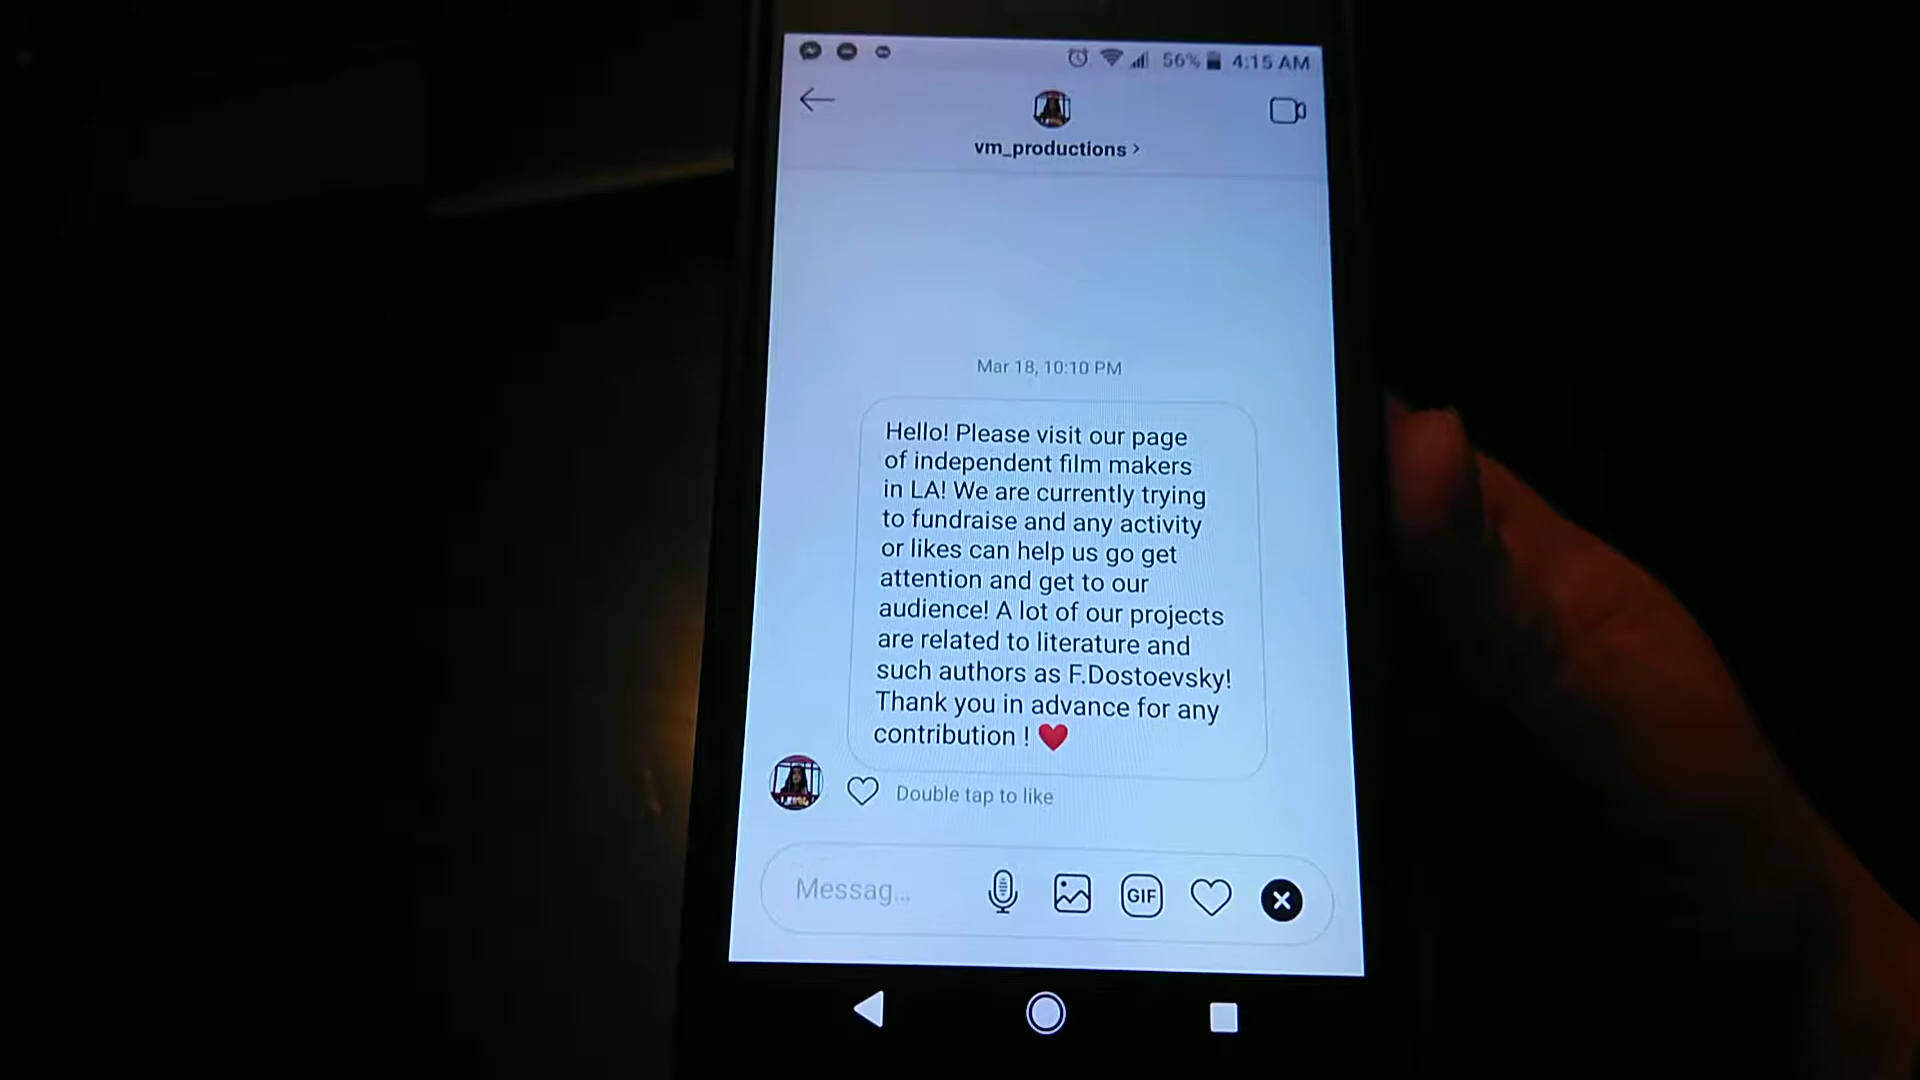 56% 4:15 AM
vm_productions >
Mar 18, 10:10 PM
Hello! Please visit our page
of independent film makers
in LA! We are currently trying
to fundraise and any activity
or likes can help us go get
attention and get to our
audience! A lot of our projects
are related to literature and
such authors as F.Dostoevsky!
Thank you in advance for any
contribution ! ❤️
Double tap to like
Messag...
GIF